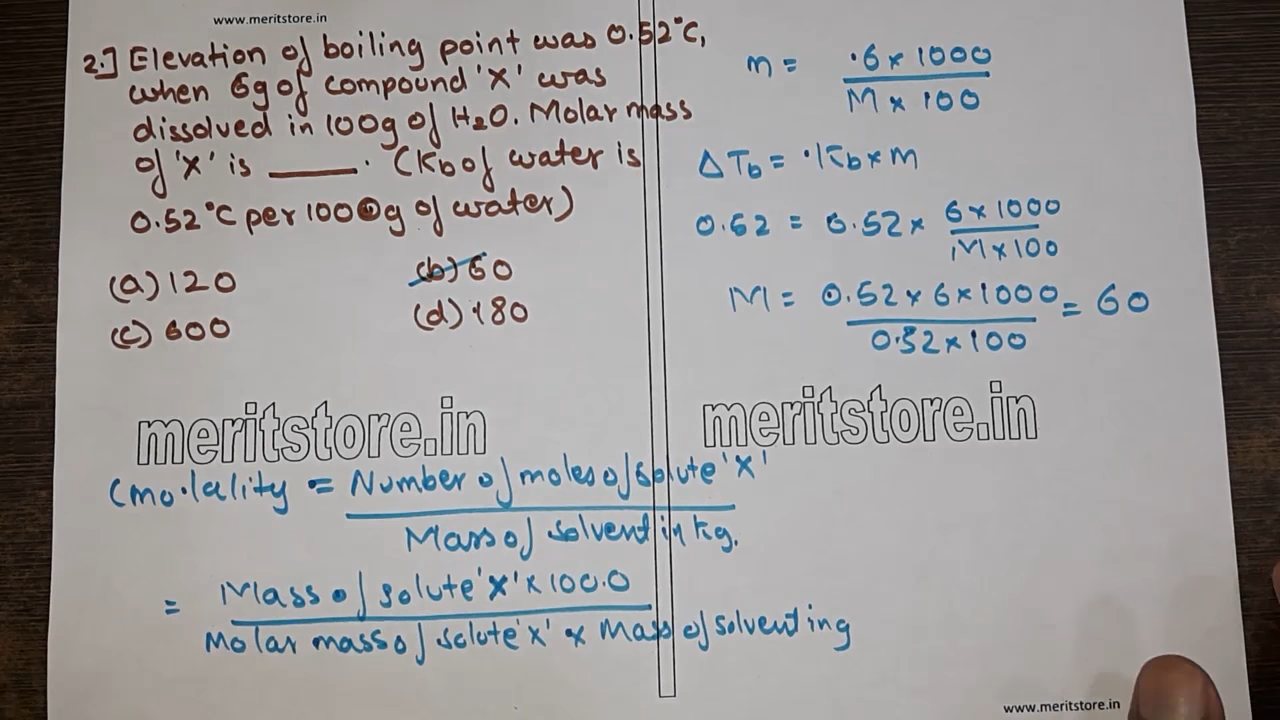 www.meritstore.in
2.] Elevation of boiling point was 0.52°C,
when 6g of compound 'X' was
dissolved in 100g of H2O. Molar mass
of 'X' is ______. (Kb of water is
0.52°C per 1000g of water)
(a) 120
(b) 60
(c) 600
(d) 180
m = .6 × 1000
M × 100
ΔTb = .Kb × m
0.52 = 0.52 × 6 × 1000
M × 100
M = 0.52 × 6 × 1000 = 60
0.52 × 100
meritstore.in
meritstore.in
(mo.lality = Number of moles of solute 'X'
Mass of solvent in kg.
= Mass of solute 'X' × 100.0
Molar mass of solute 'X' × Mass of solvent in g
www.meritstore.in